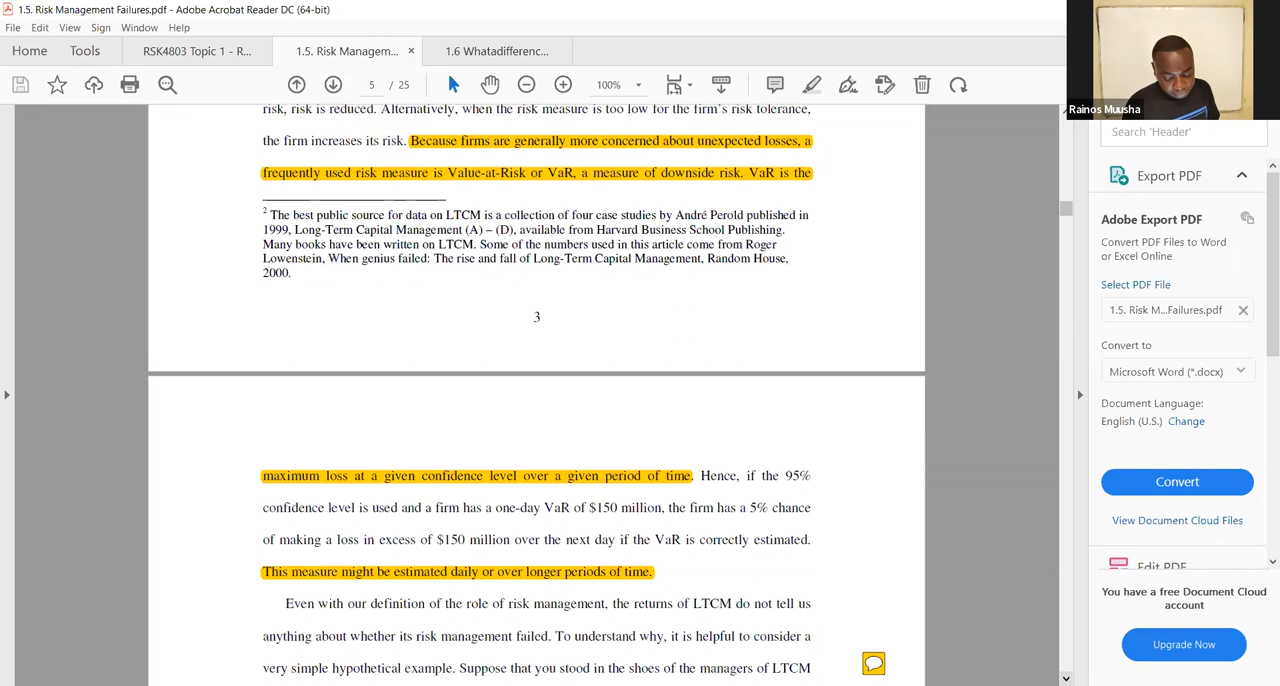 1.5. Risk Management Failures.pdf - Adobe Acrobat Reader DC (64-bit)
File Edit View Sign Window Help
Home Tools RSK4803 Topic 1 - R... 1.5. Risk Managem... × 1.6 Whatadifferenc...
5 / 25 100%
Rainos Muusha
risk, risk is reduced. Alternatively, when the risk measure is too low for the firm's risk tolerance,
the firm increases its risk. Because firms are generally more concerned about unexpected losses, a
frequently used risk measure is Value-at-Risk or VaR, a measure of downside risk. VaR is the
2 The best public source for data on LTCM is a collection of four case studies by André Perold published in
1999, Long-Term Capital Management (A) – (D), available from Harvard Business School Publishing.
Many books have been written on LTCM. Some of the numbers used in this article come from Roger
Lowenstein, When genius failed: The rise and fall of Long-Term Capital Management, Random House,
2000.
3
maximum loss at a given confidence level over a given period of time. Hence, if the 95%
confidence level is used and a firm has a one-day VaR of $150 million, the firm has a 5% chance
of making a loss in excess of $150 million over the next day if the VaR is correctly estimated.
This measure might be estimated daily or over longer periods of time.
Even with our definition of the role of risk management, the returns of LTCM do not tell us
anything about whether its risk management failed. To understand why, it is helpful to consider a
very simple hypothetical example. Suppose that you stood in the shoes of the managers of LTCM
Search 'Header'
Export PDF
Adobe Export PDF
Convert PDF Files to Word
or Excel Online
Select PDF File
1.5. Risk M...Failures.pdf
Convert to
Microsoft Word (*.docx)
Document Language:
English (U.S.) Change
Convert
View Document Cloud Files
Edit PDF
You have a free Document Cloud
account
Upgrade Now